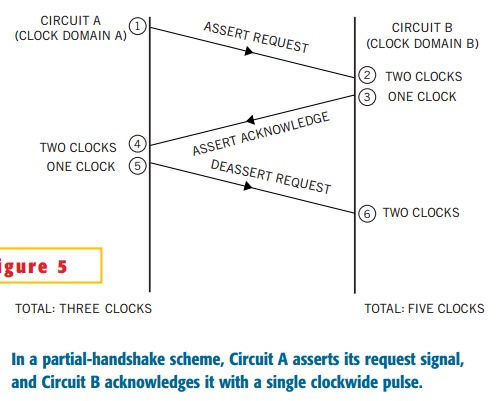 CIRCUIT A
(CLOCK DOMAIN A)
1
ASSERT REQUEST
CIRCUIT B
(CLOCK DOMAIN B)
2 TWO CLOCKS
3 ONE CLOCK
ASSERT ACKNOWLEDGE
TWO CLOCKS 4
ONE CLOCK 5
DEASSERT REQUEST
6 TWO CLOCKS
igure 5
TOTAL: THREE CLOCKS
TOTAL: FIVE CLOCKS
In a partial-handshake scheme, Circuit A asserts its request signal,
and Circuit B acknowledges it with a single clockwide pulse.